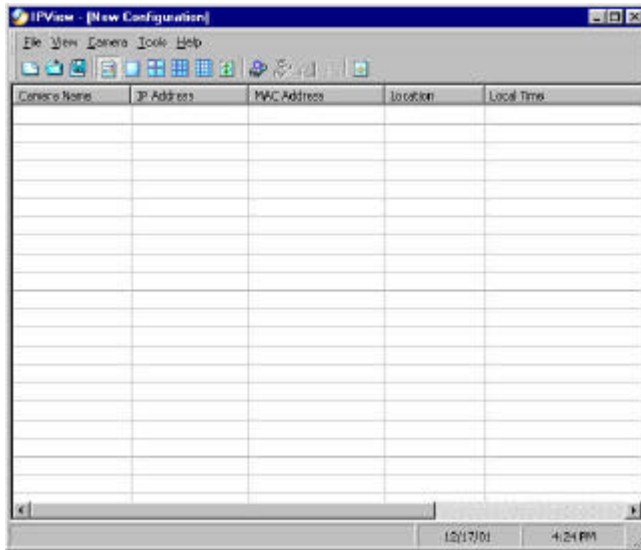 IPView - [New Configuration]
File View Camera Tools Help
Camera Name IP Address MAC Address Location Local Time
12/17/01 4:24 PM